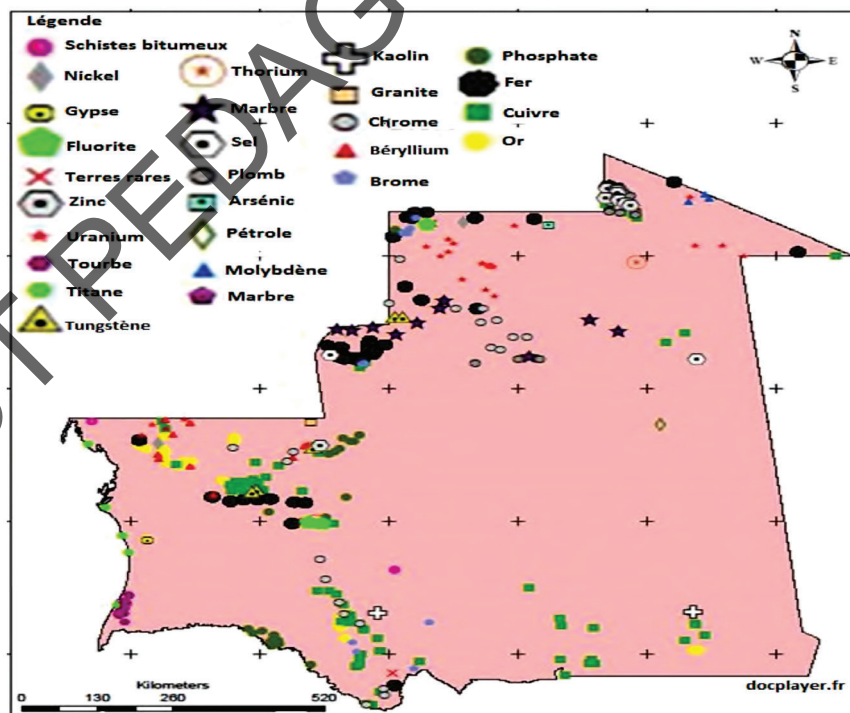 Légende
Schistes bitumeux
Nickel
Gypse
Fluorite
Terres rares
Zinc
Uranium
Tourbe
Titane
Tungstène
Thorium
Marbre
Sel
Plomb
Arsénic
Pétrole
Molybdène
Marbre
Kaolin
Granite
Chrome
Béryllium
Brome
Phosphate
Fer
Cuivre
Or
N
W E
S
Kilometers
0 130 260 520
docplayer.fr
T PEDAG